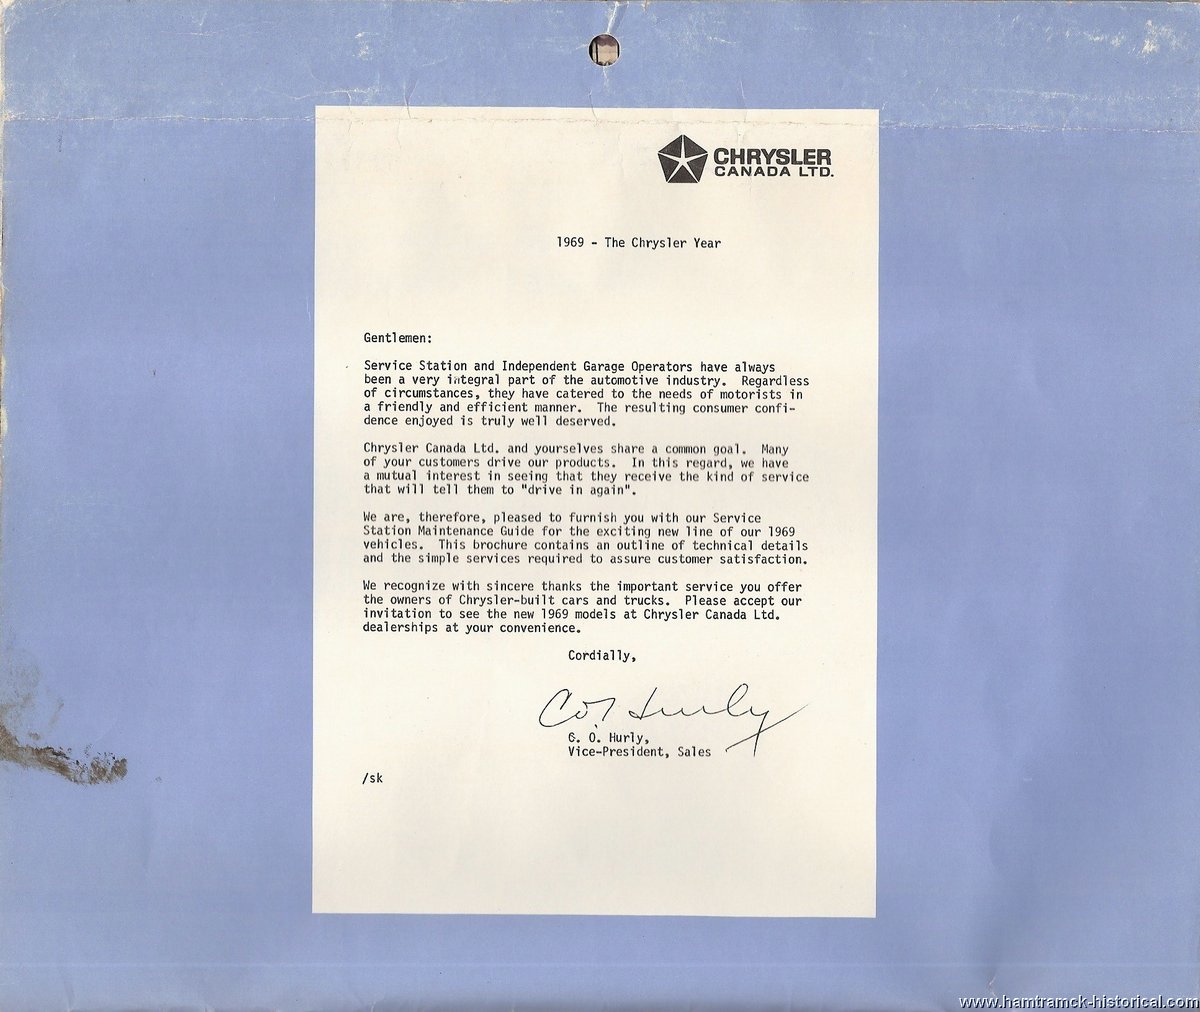 CHRYSLER
CANADA LTD.
1969 - The Chrysler Year
Gentlemen:
Service Station and Independent Garage Operators have always
been a very integral part of the automotive industry.  Regardless
of circumstances, they have catered to the needs of motorists in
a friendly and efficient manner.  The resulting consumer confi-
dence enjoyed is truly well deserved.
Chrysler Canada Ltd. and yourselves share a common goal.  Many
of your customers drive our products.  In this regard, we have
a mutual interest in seeing that they receive the kind of service
that will tell them to "drive in again".
We are, therefore, pleased to furnish you with our Service
Station Maintenance Guide for the exciting new line of our 1969
vehicles.  This brochure contains an outline of technical details
and the simple services required to assure customer satisfaction.
We recognize with sincere thanks the important service you offer
the owners of Chrysler-built cars and trucks.  Please accept our
invitation to see the new 1969 models at Chrysler Canada Ltd.
dealerships at your convenience.
Cordially,
O. Hurly,
Vice-President, Sales
/sk
www.hamtramck-historical.com